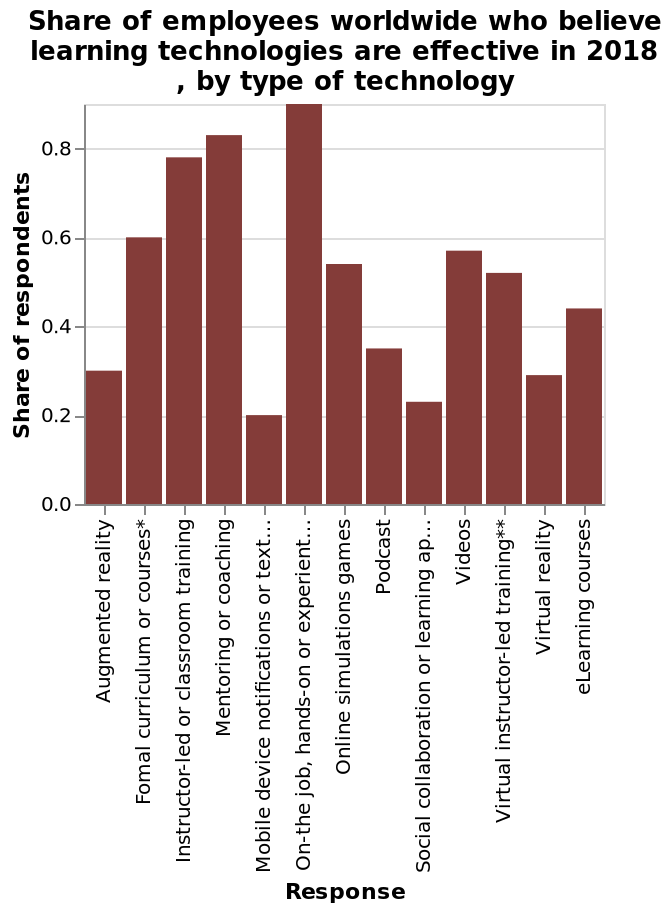 Share of employees worldwide who believe
learning technologies are effective in 2018
, by type of technology
Share of respondents
0.8
0.6
0.4
0.2
0.0
Augmented reality
Fomal curriculum or courses*
Instructor-led or classroom training
Mentoring or coaching
Mobile device notifications or text...
On-the job, hands-on or experient...
Online simulations games
Podcast
Social collaboration or learning ap...
Videos
Virtual instructor-led training**
Virtual reality
eLearning courses
Response